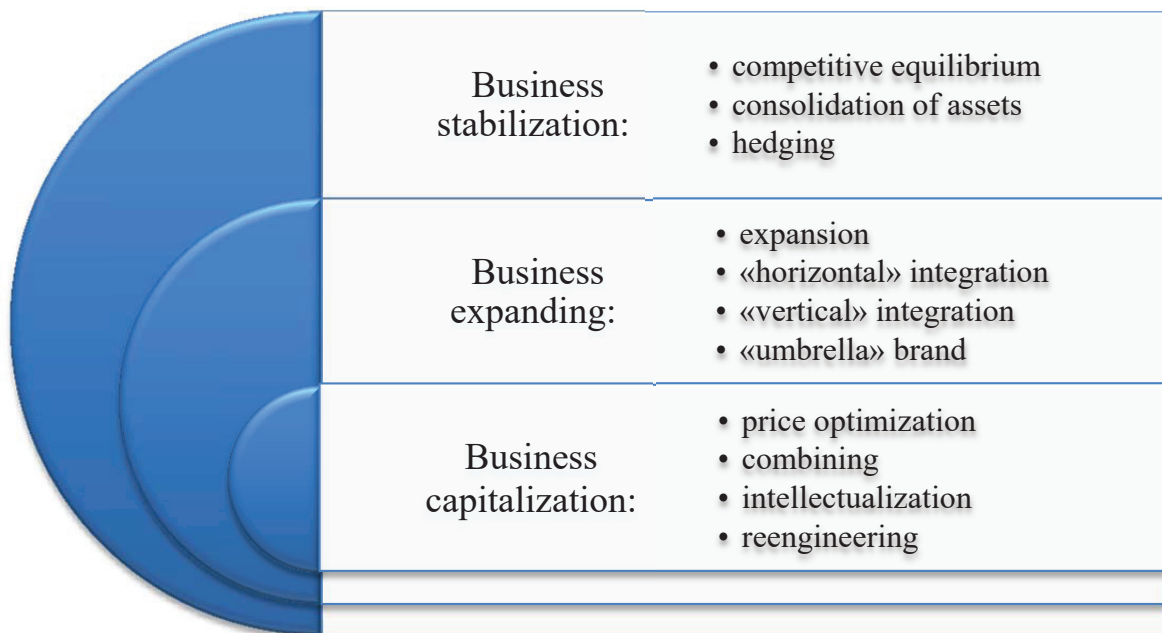 Business
stabilization:
• competitive equilibrium
• consolidation of assets
• hedging
Business
expanding:
• expansion
• «horizontal» integration
• «vertical» integration
• «umbrella» brand
Business
capitalization:
• price optimization
• combining
• intellectualization
• reengineering